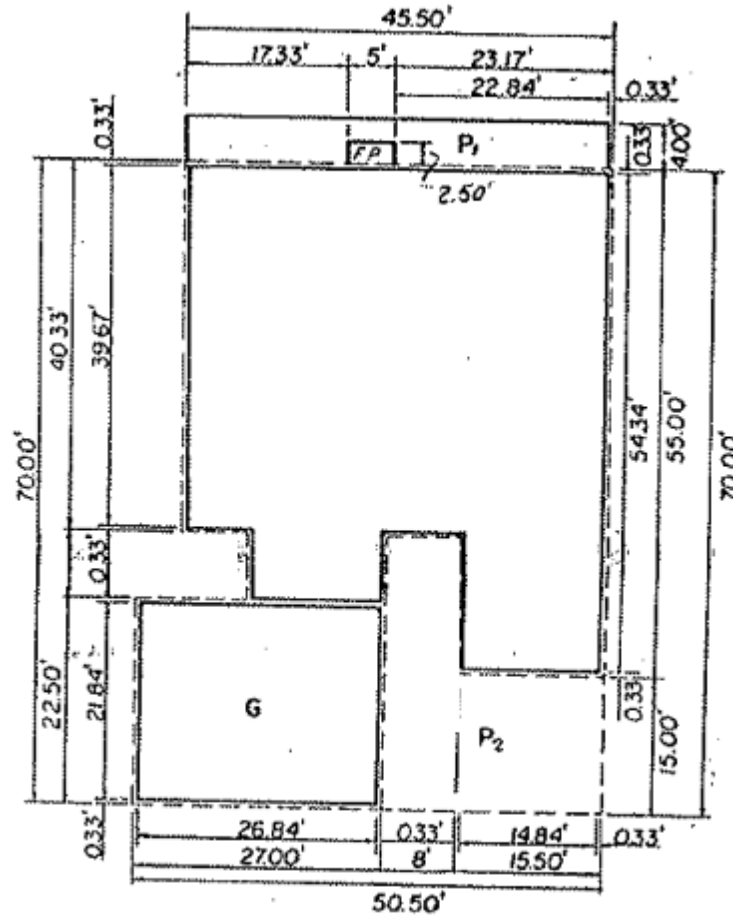 45.50'
17.33' 5' 23.17'
22.84' 0.33'
0.33' F.P. P₁ 0.33' 4.00'
2.50'
40.33' 39.67'
70.00' 54.34' 55.00' 70.00'
0.33'
22.50' 21.84' G P₂ 0.33' 15.00'
0.33' 26.84' 0.33' 14.84' 0.33'
27.00' 8' 15.50'
50.50'